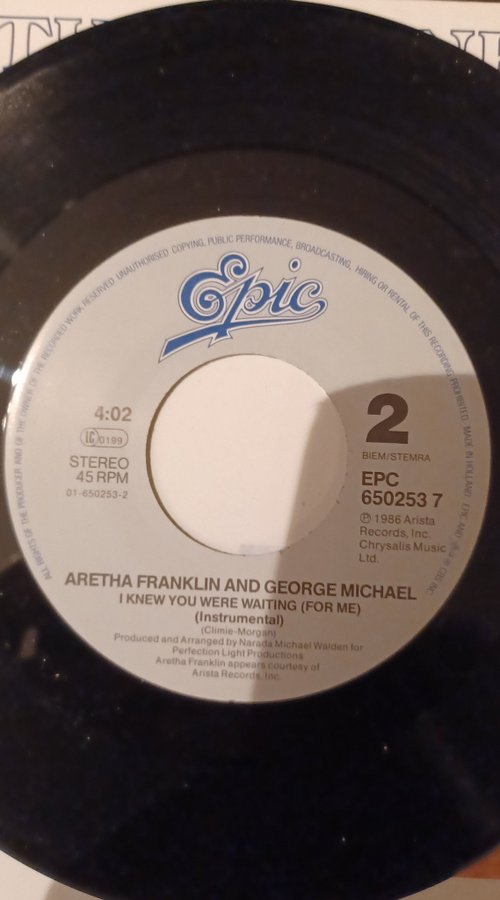 ALL RIGHTS OF THE PRODUCER AND OF THE OWNER OF THE RECORDED WORK RESERVED. UNAUTHORISED COPYING, PUBLIC PERFORMANCE, BROADCASTING, HIRING OR RENTAL OF THIS RECORDING PROHIBITED. MADE IN HOLLAND. EPIC AND
Epic
4:02
LC 0199
STEREO
45 RPM
01-650253-2
2
BIEM/STEMRA
EPC
650253 7
Ⓟ 1986 Arista
Records, Inc.
Chrysalis Music
Ltd.
ARETHA FRANKLIN AND GEORGE MICHAEL
I KNEW YOU WERE WAITING (FOR ME)
(Instrumental)
(Climie-Morgan)
Produced and Arranged by Narada Michael Walden for
Perfection Light Productions
Aretha Franklin appears courtesy of
Arista Records, Inc.